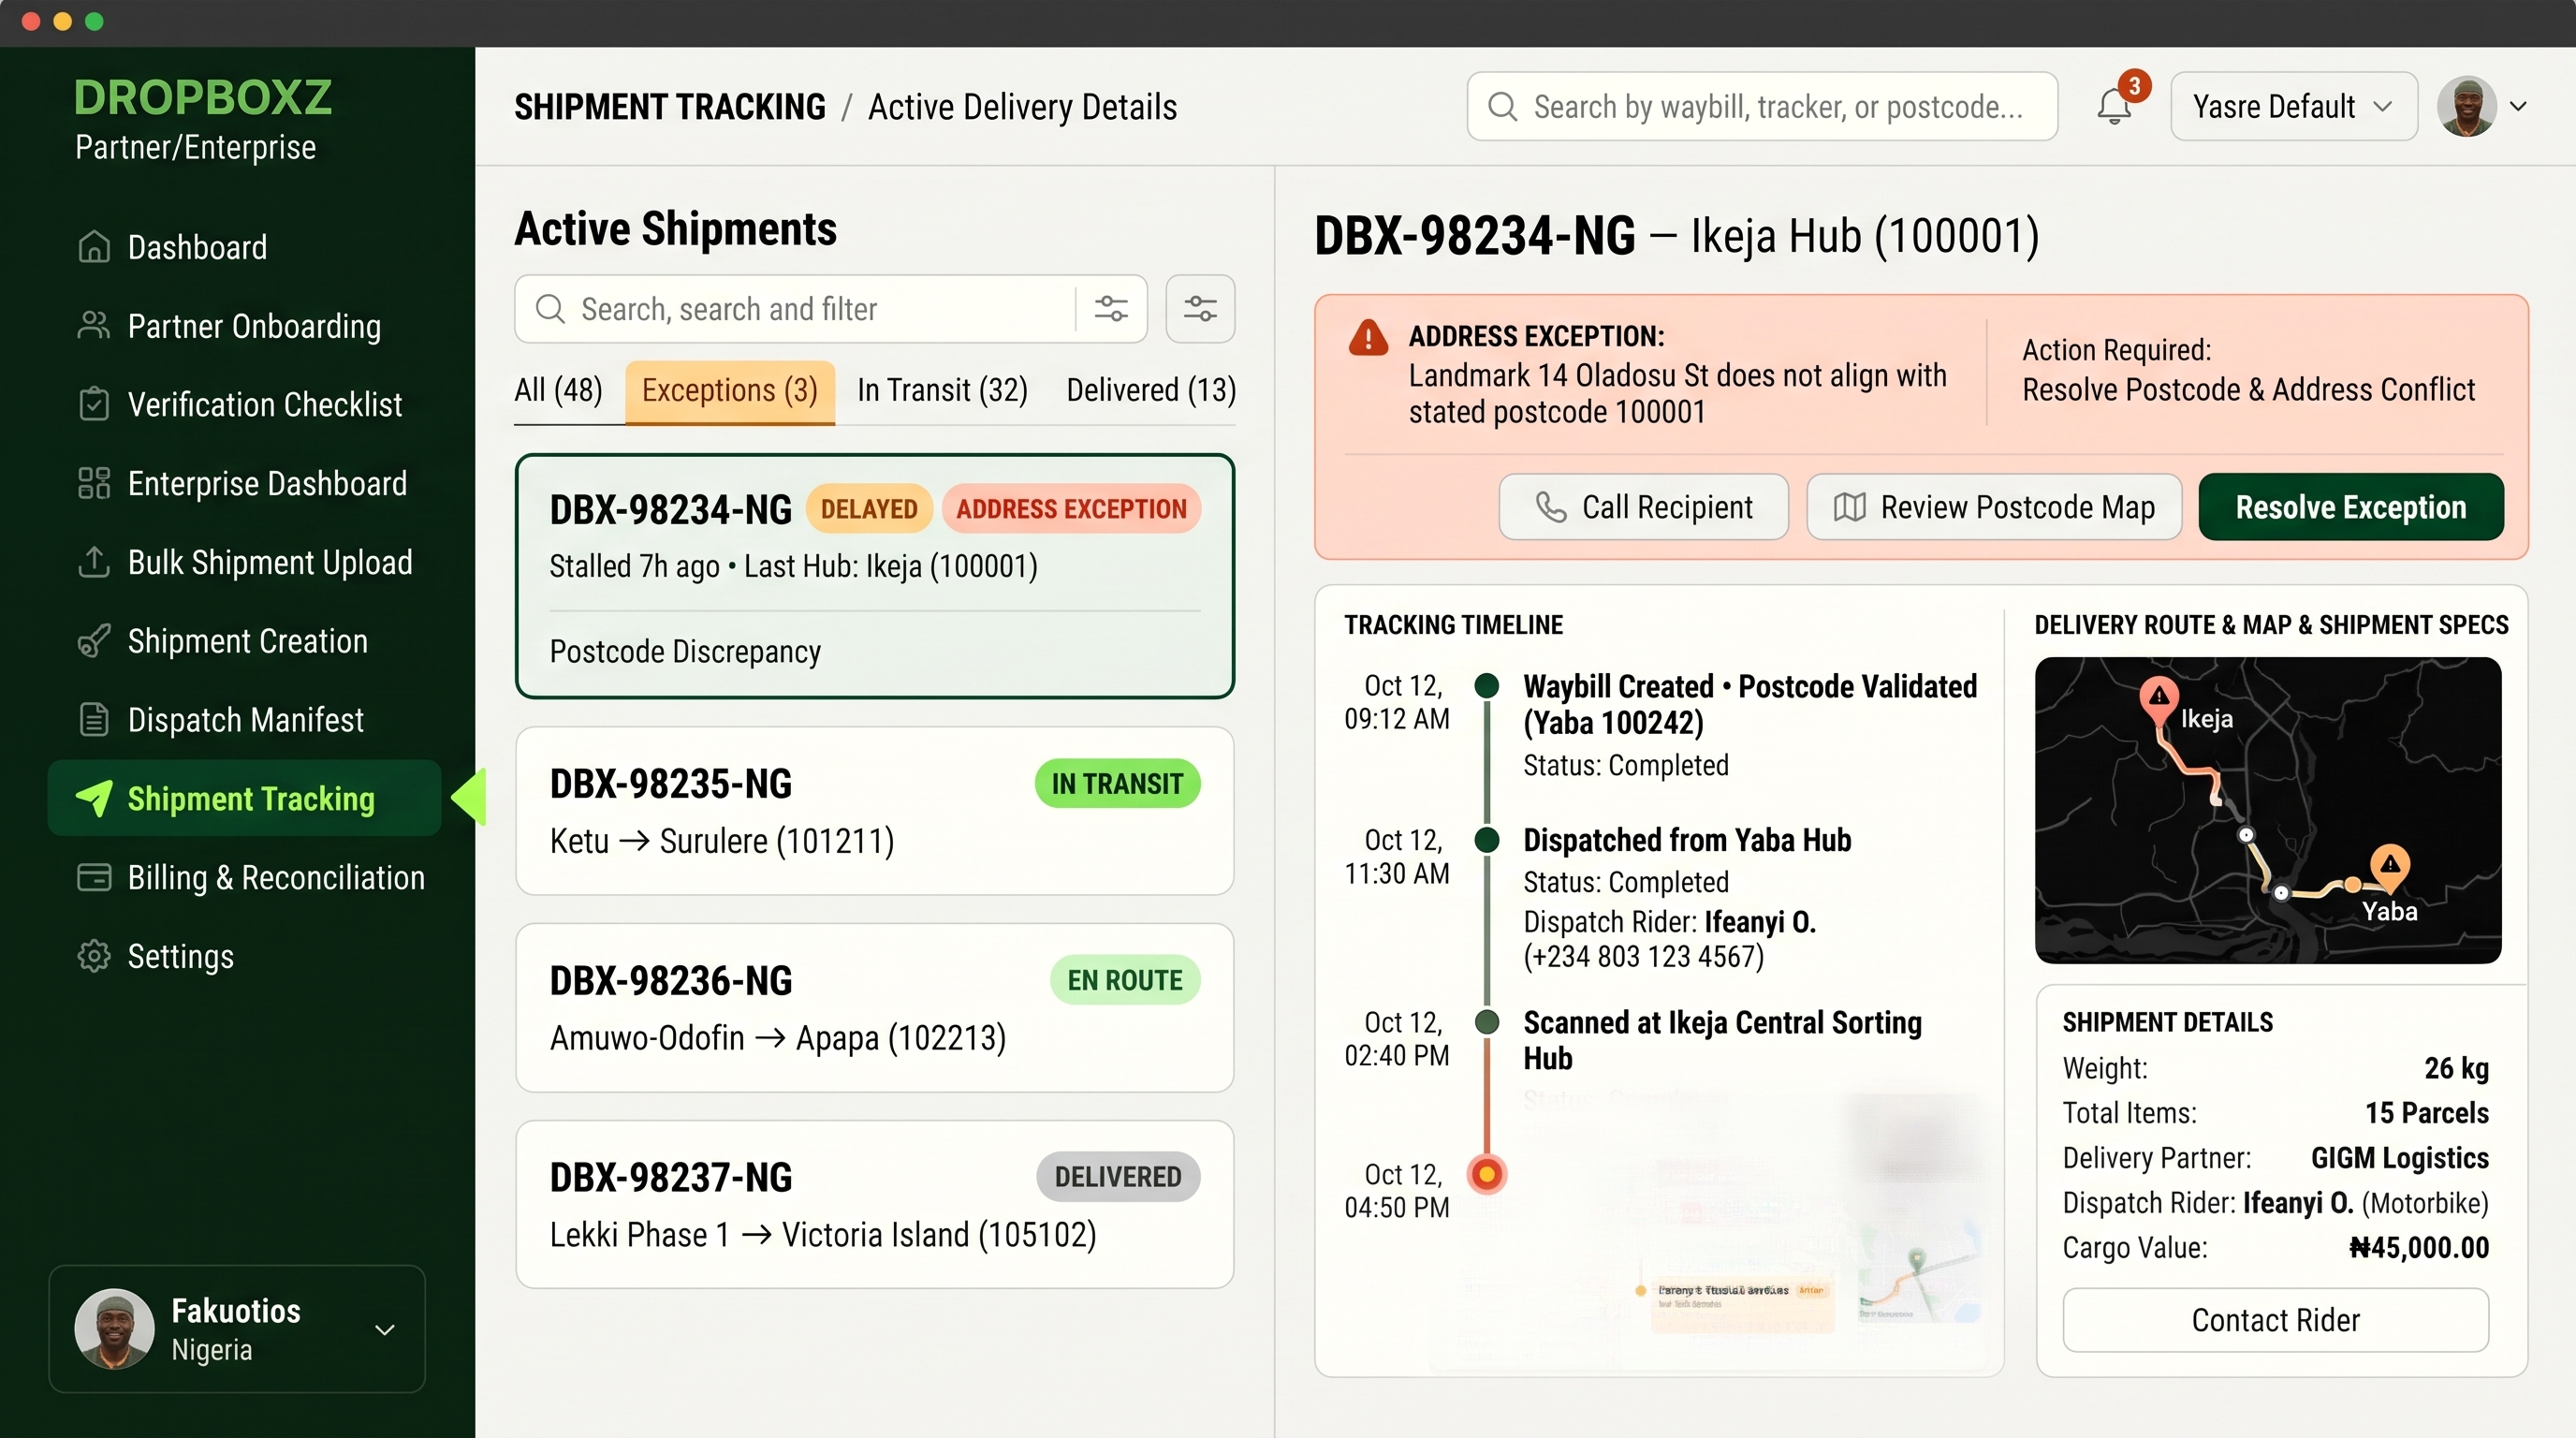 DROPBOXZ
Partner/Enterprise
Dashboard
Partner Onboarding
Verification Checklist
Enterprise Dashboard
Bulk Shipment Upload
Shipment Creation
Dispatch Manifest
Shipment Tracking
Billing & Reconciliation
Settings
Fakuotios
Nigeria
SHIPMENT TRACKING / Active Delivery Details
Search by waybill, tracker, or postcode...
3
Yasre Default
Active Shipments
Search, search and filter
All (48) Exceptions (3) In Transit (32) Delivered (13)
DBX-98234-NG DELAYED ADDRESS EXCEPTION
Stalled 7h ago • Last Hub: Ikeja (100001)
Postcode Discrepancy
DBX-98235-NG IN TRANSIT
Ketu → Surulere (101211)
DBX-98236-NG EN ROUTE
Amuwo-Odofin → Apapa (102213)
DBX-98237-NG DELIVERED
Lekki Phase 1 → Victoria Island (105102)
DBX-98234-NG — Ikeja Hub (100001)
ADDRESS EXCEPTION:
Landmark 14 Oladosu St does not align with
stated postcode 100001
Action Required:
Resolve Postcode & Address Conflict
Call Recipient
Review Postcode Map
Resolve Exception
TRACKING TIMELINE
Oct 12,
09:12 AM
Waybill Created • Postcode Validated
(Yaba 100242)
Status: Completed
Oct 12,
11:30 AM
Dispatched from Yaba Hub
Status: Completed
Dispatch Rider: Ifeanyi O.
(+234 803 123 4567)
Oct 12,
02:40 PM
Scanned at Ikeja Central Sorting
Hub
Oct 12,
04:50 PM
DELIVERY ROUTE & MAP & SHIPMENT SPECS
Ikeja
Yaba
SHIPMENT DETAILS
Weight: 26 kg
Total Items: 15 Parcels
Delivery Partner: GIGM Logistics
Dispatch Rider: Ifeanyi O. (Motorbike)
Cargo Value: ₦45,000.00
Contact Rider